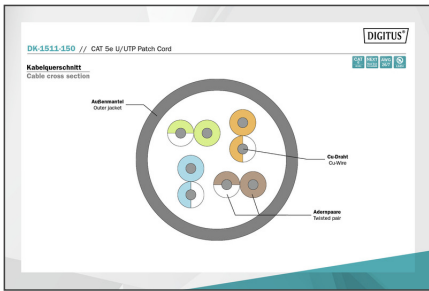 DIGITUS®
DK-1511-150 // CAT 5e U/UTP Patch Cord
Kabelquerschnitt
Cable cross section
Außenmantel
Outer jacket
Cu-Draht
Cu-Wire
Adernpaare
Twisted pair